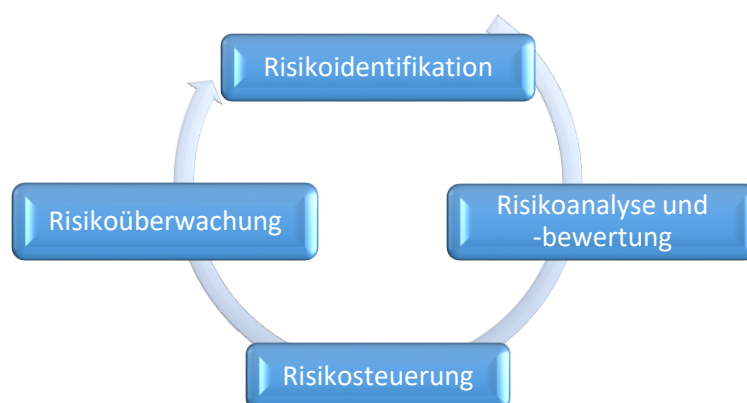 Risikoidentifikation
Risikoüberwachung
Risikoanalyse und
-bewertung
Risikosteuerung